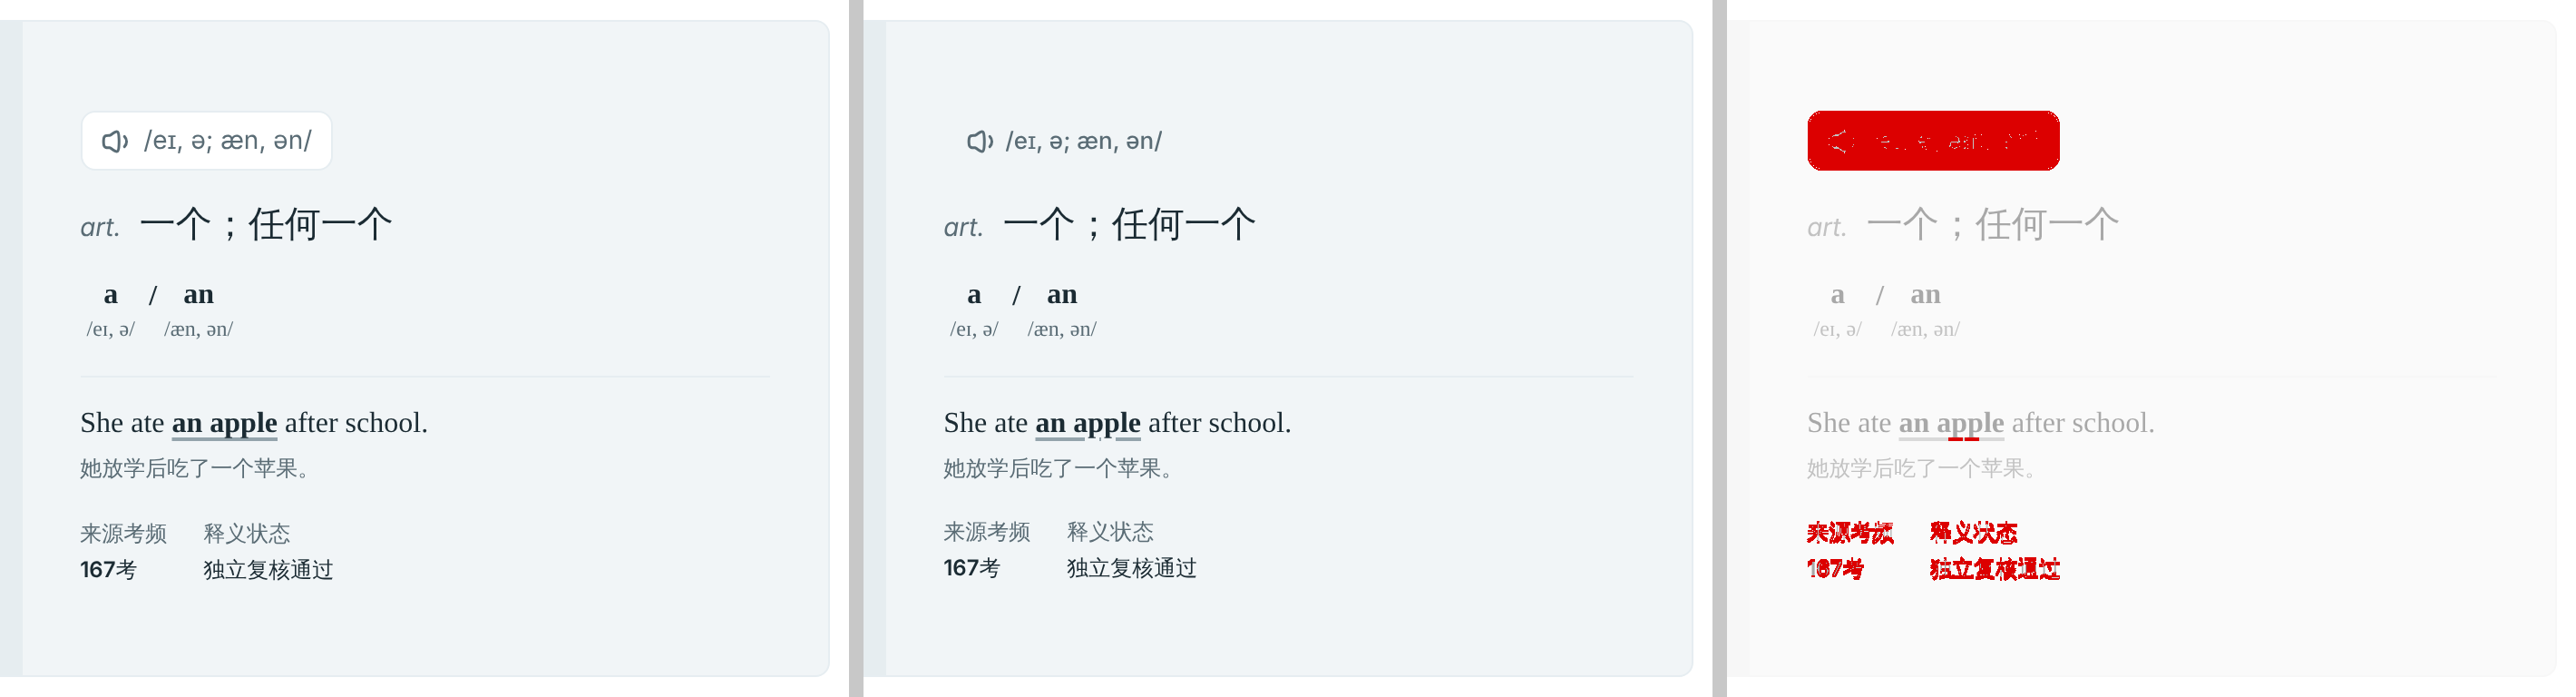 /eɪ, ə; æn, ən/
art. 一个；任何一个
a / an
/eɪ, ə/ /æn, ən/
She ate an apple after school.
她放学后吃了一个苹果。
来源考频 释义状态
167考 独立复核通过
/eɪ, ə; æn, ən/
art. 一个；任何一个
a / an
/eɪ, ə/ /æn, ən/
She ate an apple after school.
她放学后吃了一个苹果。
来源考频 释义状态
167考 独立复核通过
art. 一个；任何一个
a / an
/eɪ, ə/ /æn, ən/
She ate an apple after school.
她放学后吃了一个苹果。
来源考频 释义状态
167考 独立复核通过